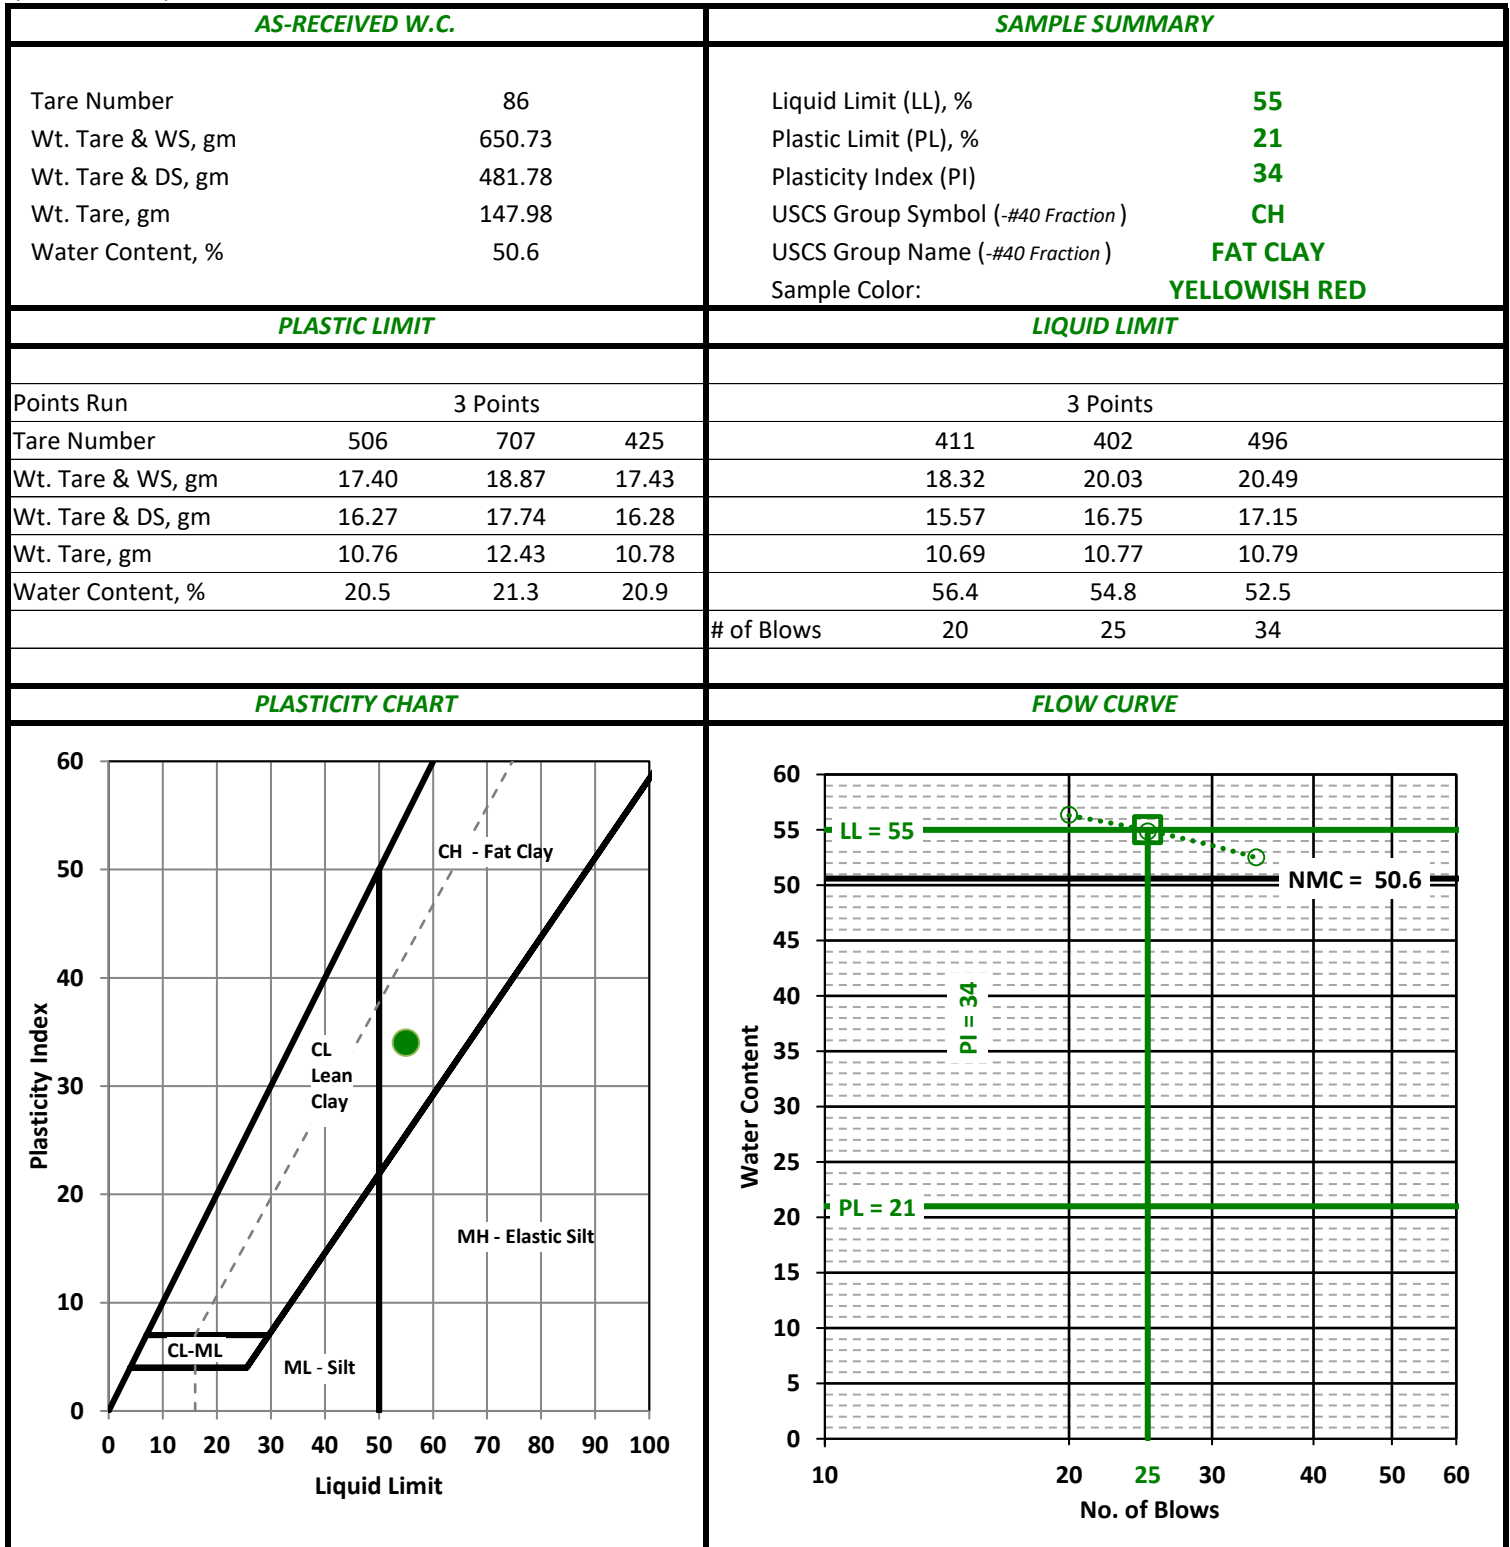 AS-RECEIVED W.C.
Tare Number 86
Wt. Tare & WS, gm 650.73
Wt. Tare & DS, gm 481.78
Wt. Tare, gm 147.98
Water Content, % 50.6
SAMPLE SUMMARY
Liquid Limit (LL), % 55
Plastic Limit (PL), % 21
Plasticity Index (PI) 34
USCS Group Symbol (-#40 Fraction ) CH
USCS Group Name (-#40 Fraction ) FAT CLAY
Sample Color: YELLOWISH RED
PLASTIC LIMIT
Points Run 3 Points
Tare Number 506 707 425
Wt. Tare & WS, gm 17.40 18.87 17.43
Wt. Tare & DS, gm 16.27 17.74 16.28
Wt. Tare, gm 10.76 12.43 10.78
Water Content, % 20.5 21.3 20.9
LIQUID LIMIT
3 Points
411 402 496
18.32 20.03 20.49
15.57 16.75 17.15
10.69 10.77 10.79
56.4 54.8 52.5
# of Blows 20 25 34
PLASTICITY CHART
60
50
40
30
20
10
0
Plasticity Index
CH - Fat Clay
CL
Lean
Clay
MH - Elastic Silt
CL-ML
ML - Silt
0 10 20 30 40 50 60 70 80 90 100
Liquid Limit
FLOW CURVE
60
55
50
45
40
35
30
25
20
15
10
5
0
Water Content
LL = 55
NMC = 50.6
PI = 34
PL = 21
10 20 25 30 40 50 60
No. of Blows